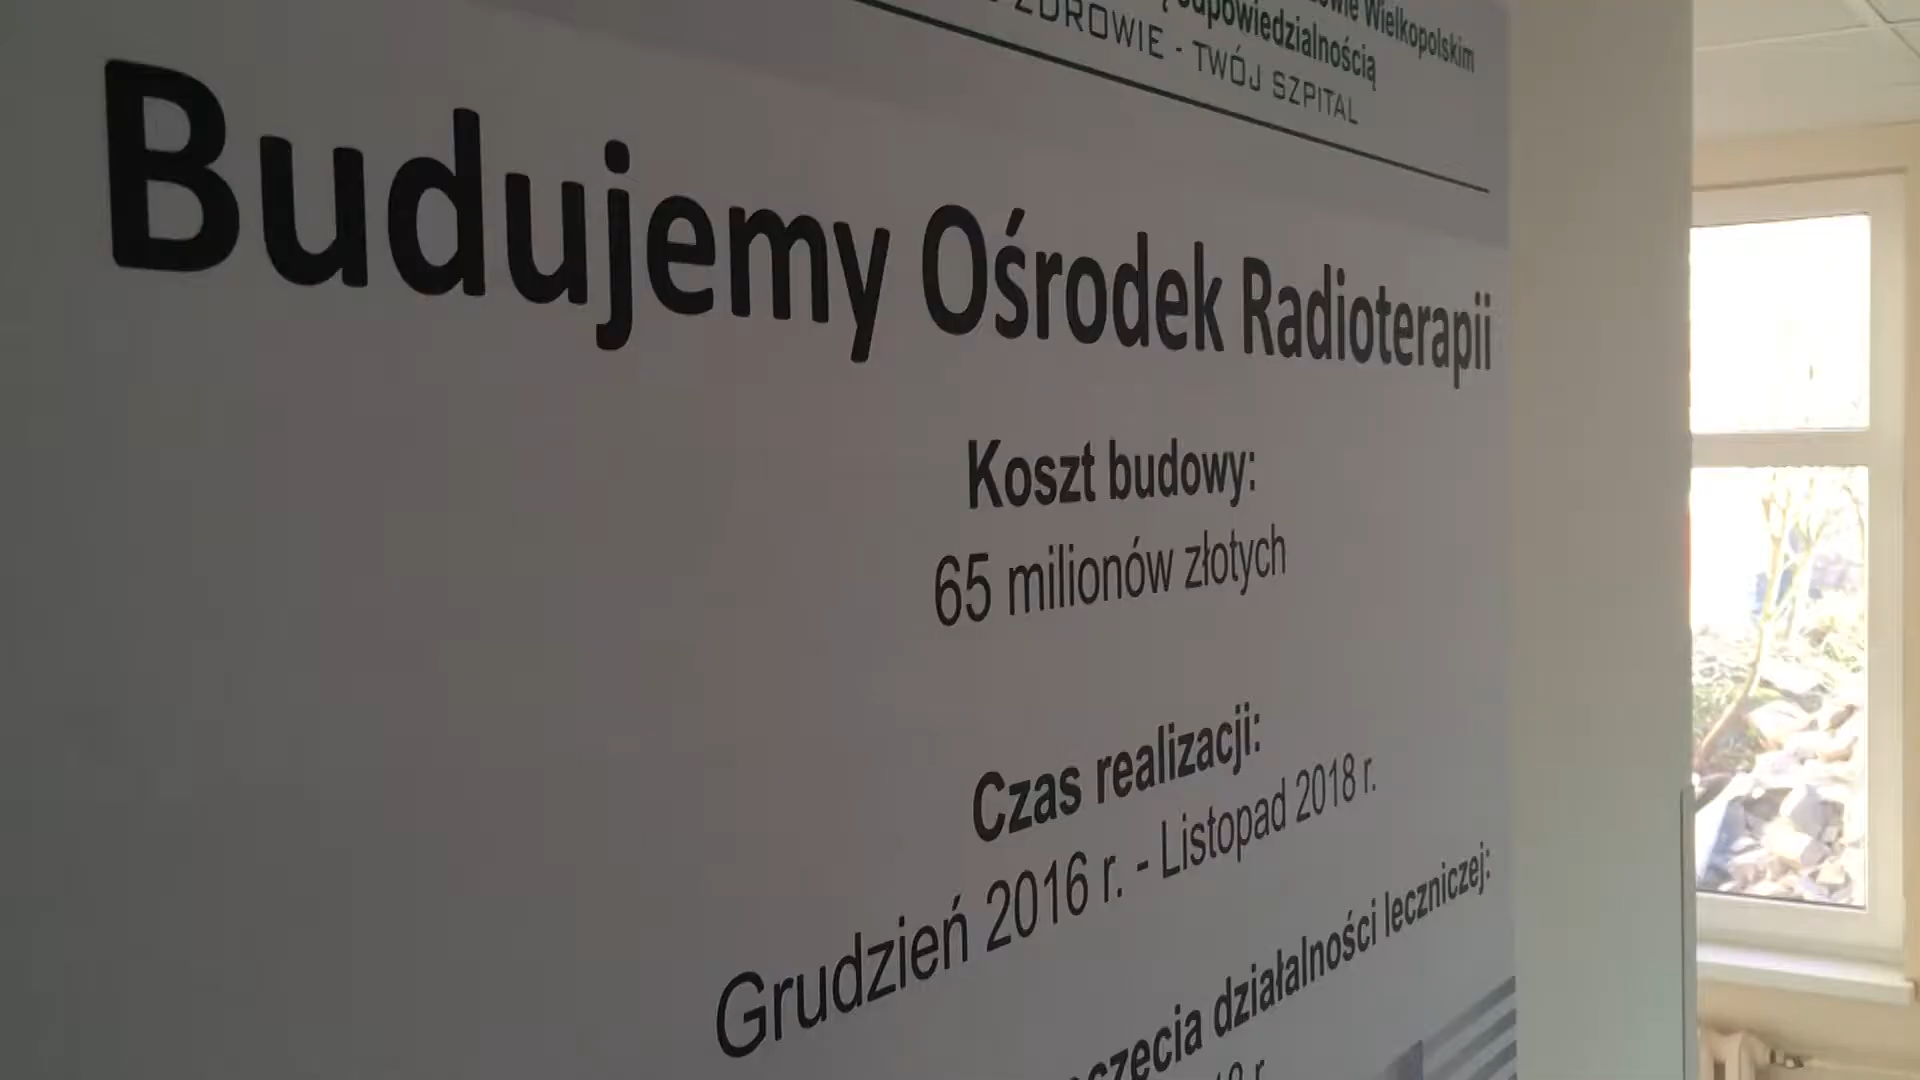 Wielkopolskim
odpowiedzialnością
ZDROWIE - TWÓJ SZPITAL
Budujemy Ośrodek Radioterapii
Koszt budowy:
65 milionów złotych
Czas realizacji:
Grudzień 2016 r. - Listopad 2018 r.
działalności leczniczej: